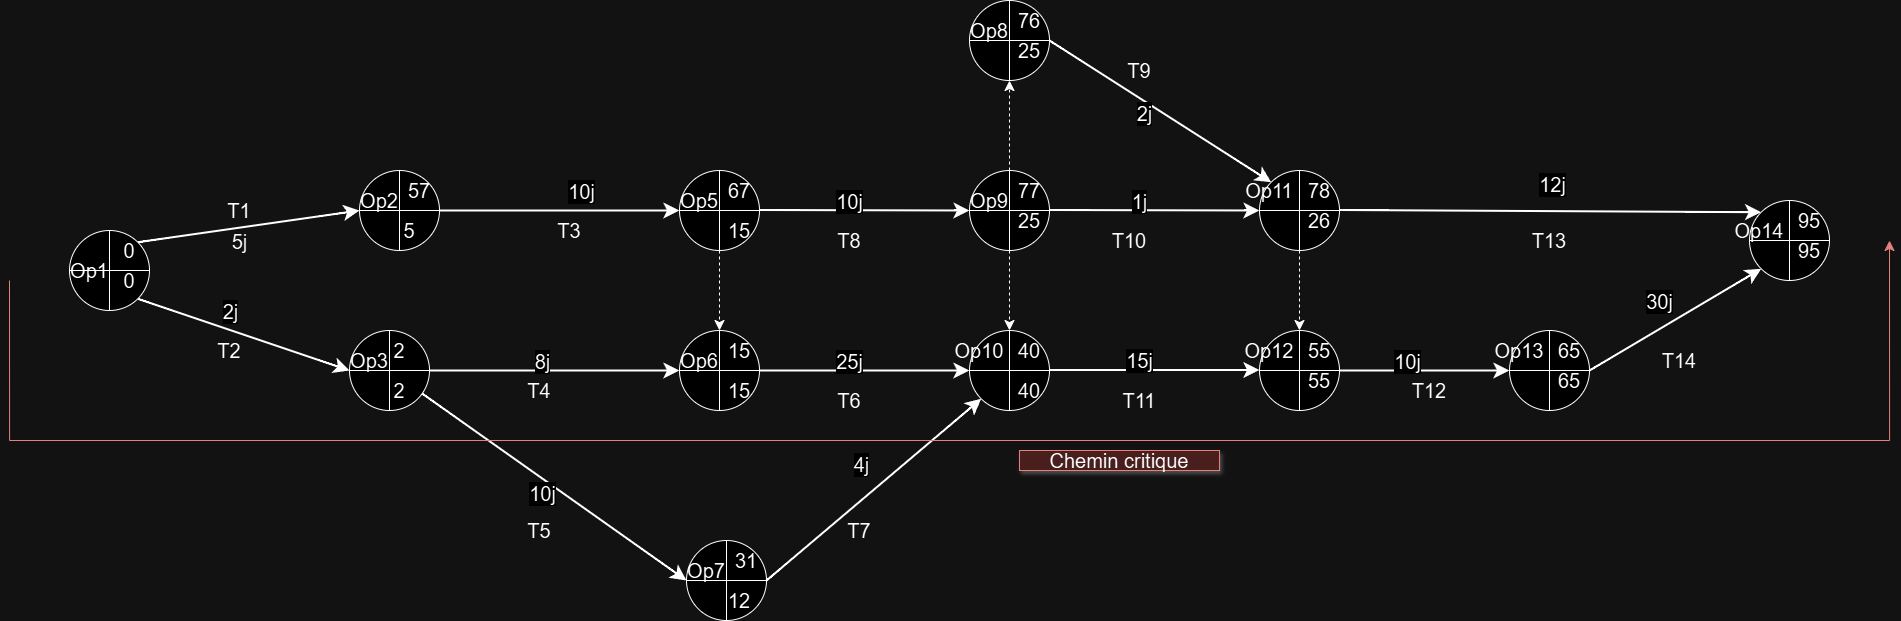 Op8
76
25
T9
2j
Op2
57
5
10j
T3
Op5
67
15
10j
T8
Op9
77
25
1j
T10
Op11
78
26
12j
T13
Op14
95
95
T1
5j
Op1
0
0
2j
T2
Op3
2
2
8j
T4
Op6
15
15
25j
T6
Op10
40
40
15j
T11
Op12
55
55
10j
T12
Op13
65
65
30j
T14
Chemin critique
10j
T5
4j
T7
Op7
31
12